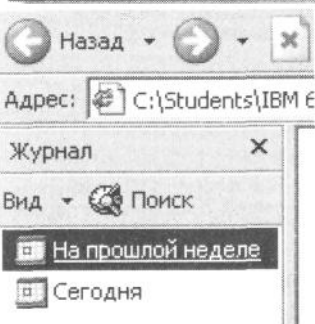 Назад
Адрес: C:\Students\IBM 6
Журнал ×
Вид Поиск
На прошлой неделе
Сегодня